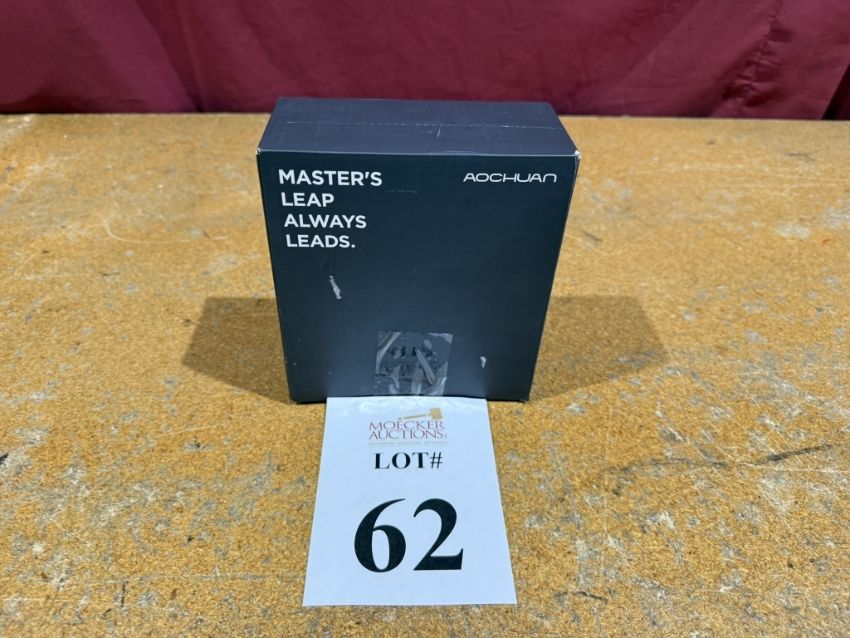 MASTER'S
LEAP
ALWAYS
LEADS.
AOCHUAN
MOECKER
AUCTIONS
LOT#
62